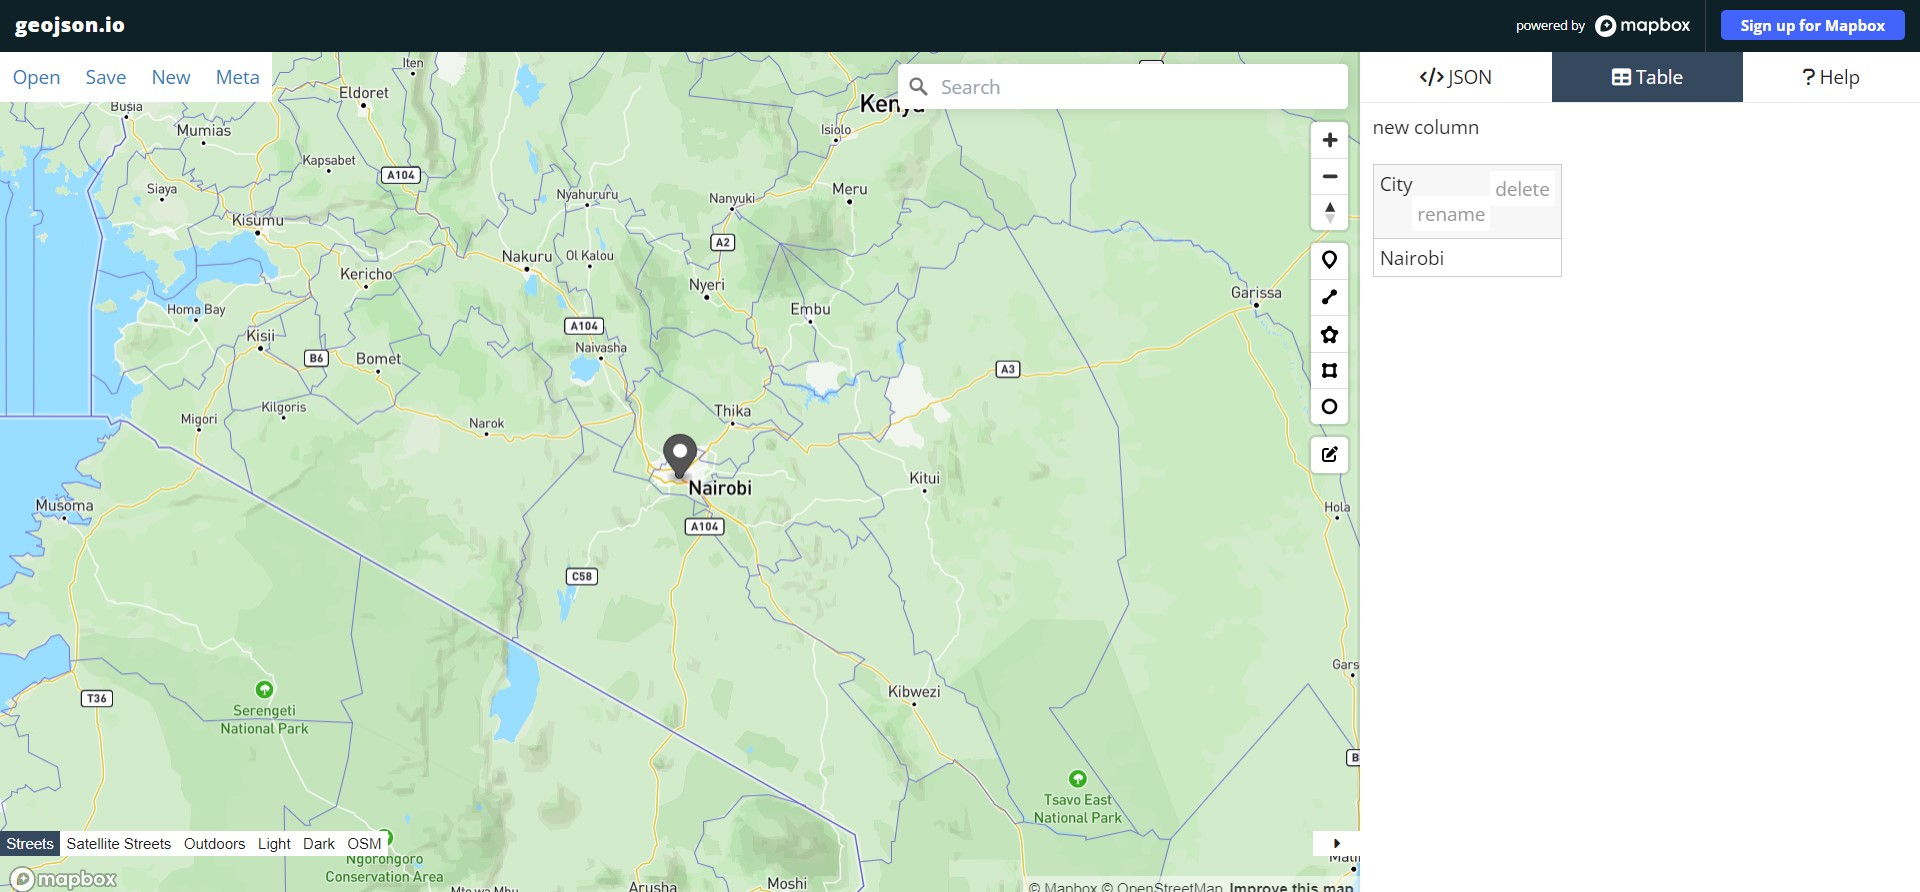 geojson.io
powered by mapbox
Sign up for Mapbox
Open Save New Meta
Search
</> JSON
Table
? Help
new column
City
delete
rename
Nairobi
Iten
Eldoret
Kenya
Busia
Mumias
Isiolo
Kapsabet
A104
Siaya
Nyahururu
Nanyuki
Meru
Kisumu
A2
Nakuru
Ol Kalou
Kericho
Nyeri
Garissa
Homa Bay
Embu
A104
Kisii
Naivasha
B6
Bomet
A3
Kilgoris
Thika
Migori
Narok
Kitui
Nairobi
Musoma
Hola
A104
C58
Gars
Kibwezi
T36
Serengeti
National Park
B
Tsavo East
National Park
Streets Satellite Streets Outdoors Light Dark OSM
Ngorongoro
Conservation Area
Mali
mapbox
Mto wa Mbu
Arusha
Moshi
© Mapbox © OpenStreetMap Improve this map